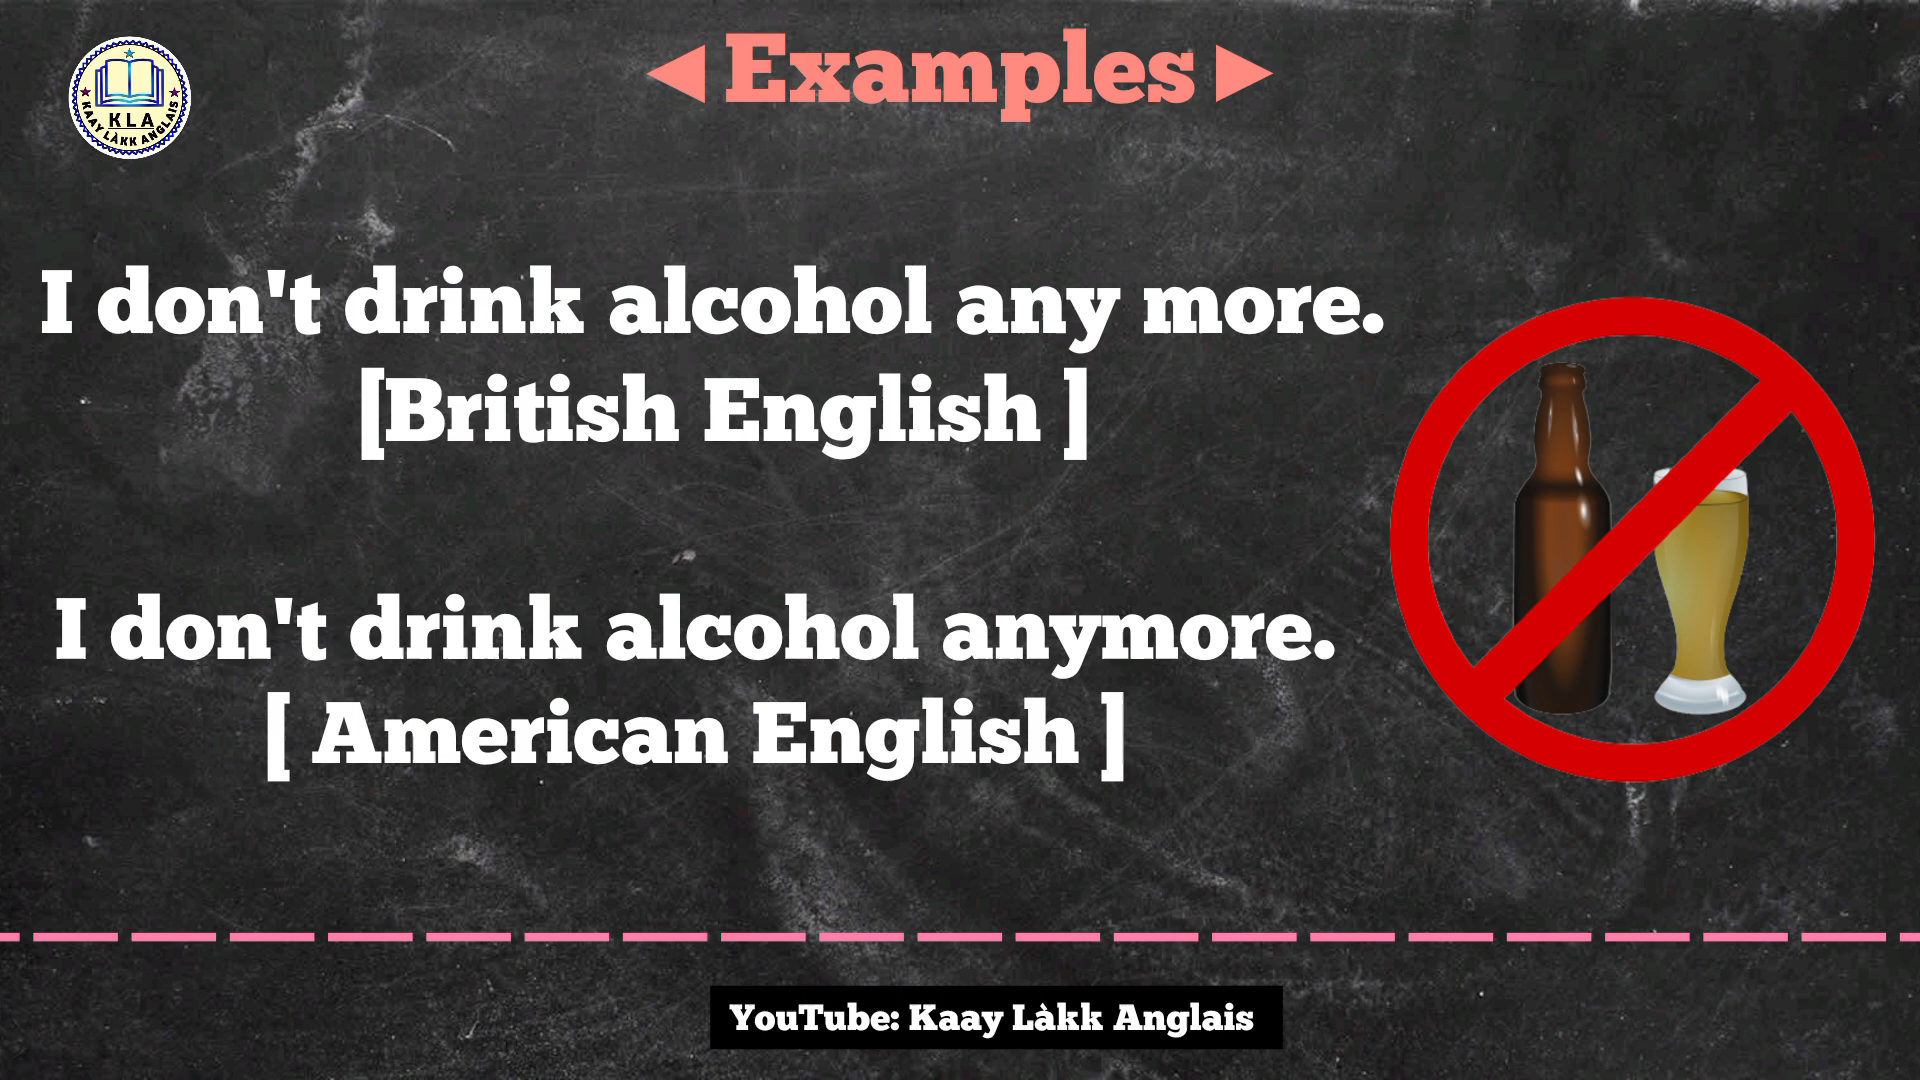 KLA
KAAY LÀKK ANGLAIS
◀ Examples ▶
I don't drink alcohol any more.
[British English ]
I don't drink alcohol anymore.
[ American English ]
YouTube: Kaay Làkk Anglais